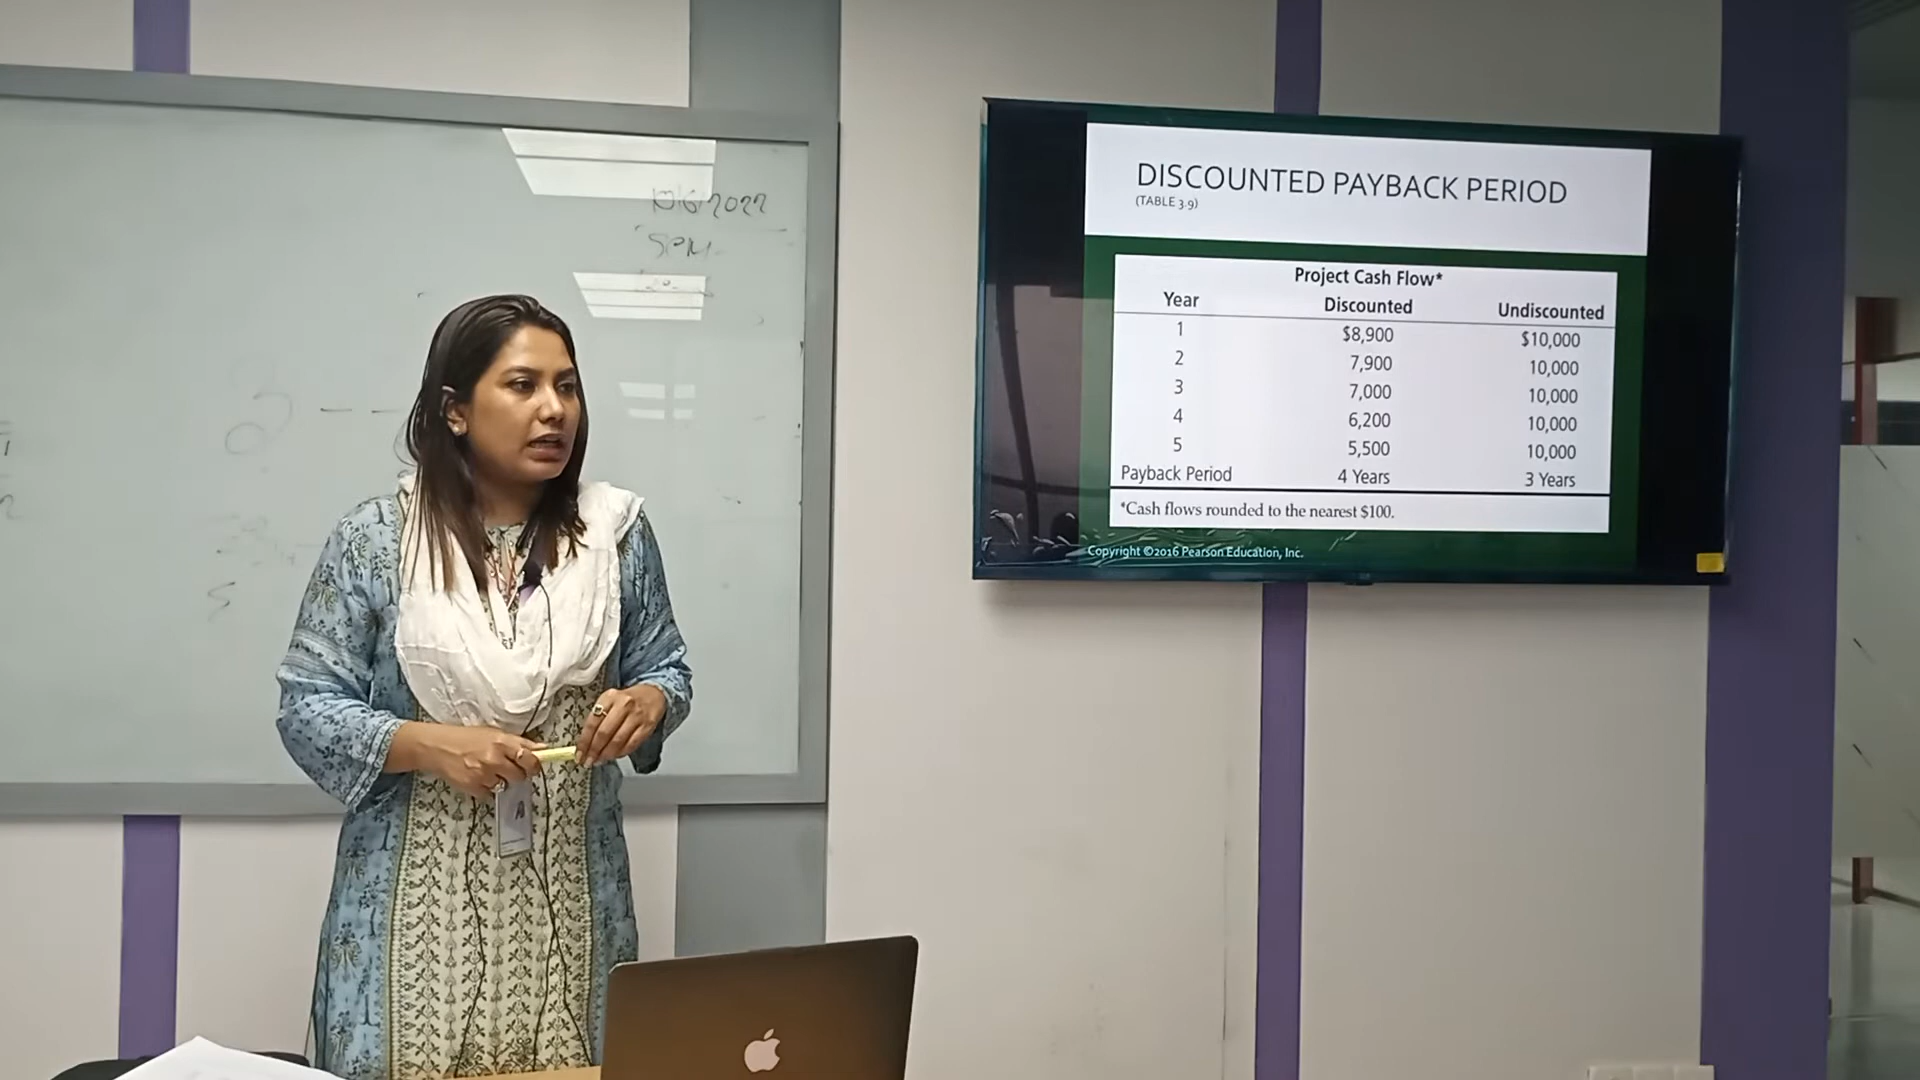 2022
5PM
DISCOUNTED PAYBACK PERIOD
(TABLE 3.9)
Project Cash Flow*
Year Discounted Undiscounted
1 $8,900 $10,000
2 7,900 10,000
3 7,000 10,000
4 6,200 10,000
5 5,500 10,000
Payback Period 4 Years 3 Years
*Cash flows rounded to the nearest $100.
Copyright ©2016 Pearson Education, Inc.